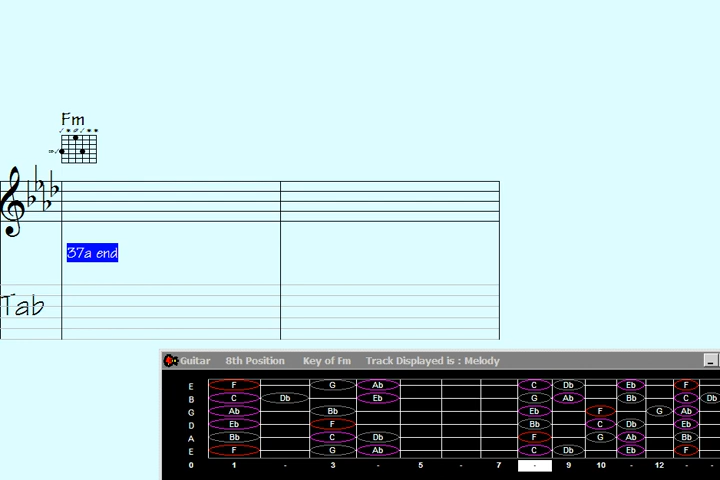 Fm
37a end
Tab
Guitar 8th Position Key of Fm Track Displayed is : Melody
E F G Ab C Db Eb F
B C Db Eb G Ab Bb C Db
G Ab Bb Eb F G Ab
D Eb F Bb C Db Eb
A Bb C Db F G Ab Bb
E F G Ab C Db Eb F
0 1 - 3 - 5 - 7 - 9 10 - 12 - -